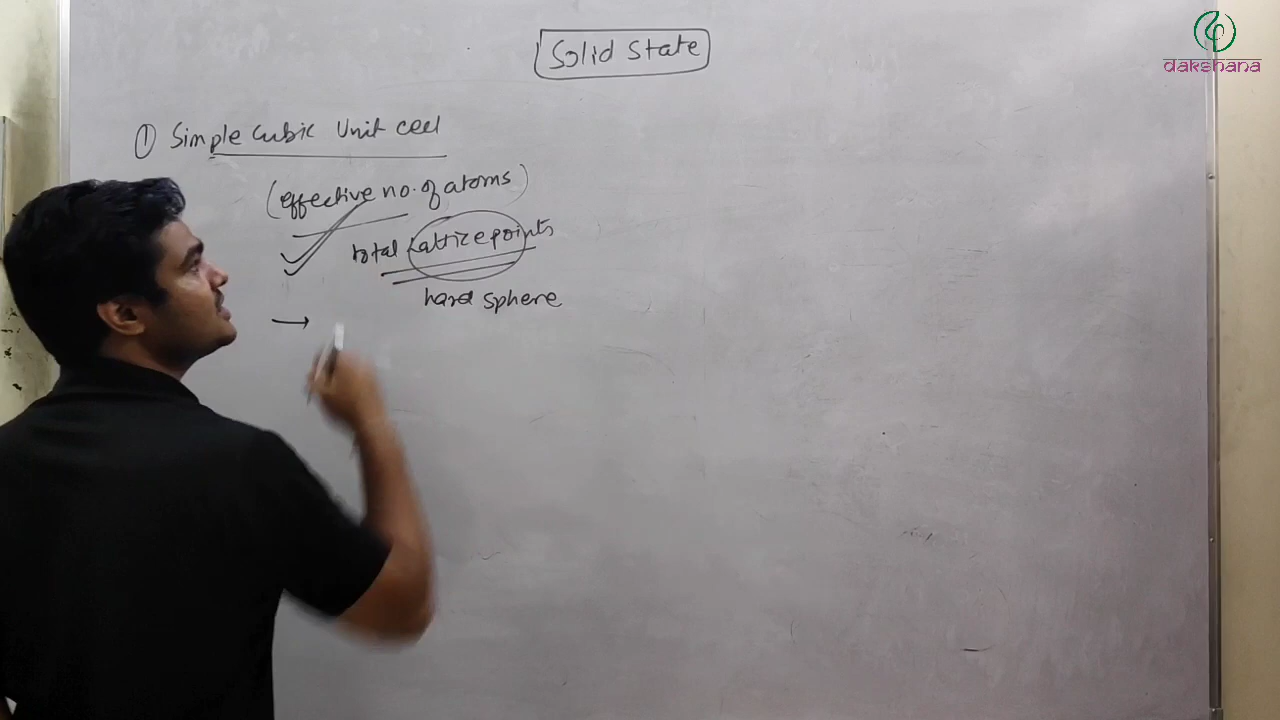 Solid State
dakshana
① Simple Cubic Unit cell
(effective no. of atoms)
total Lattice points
hard sphere
→